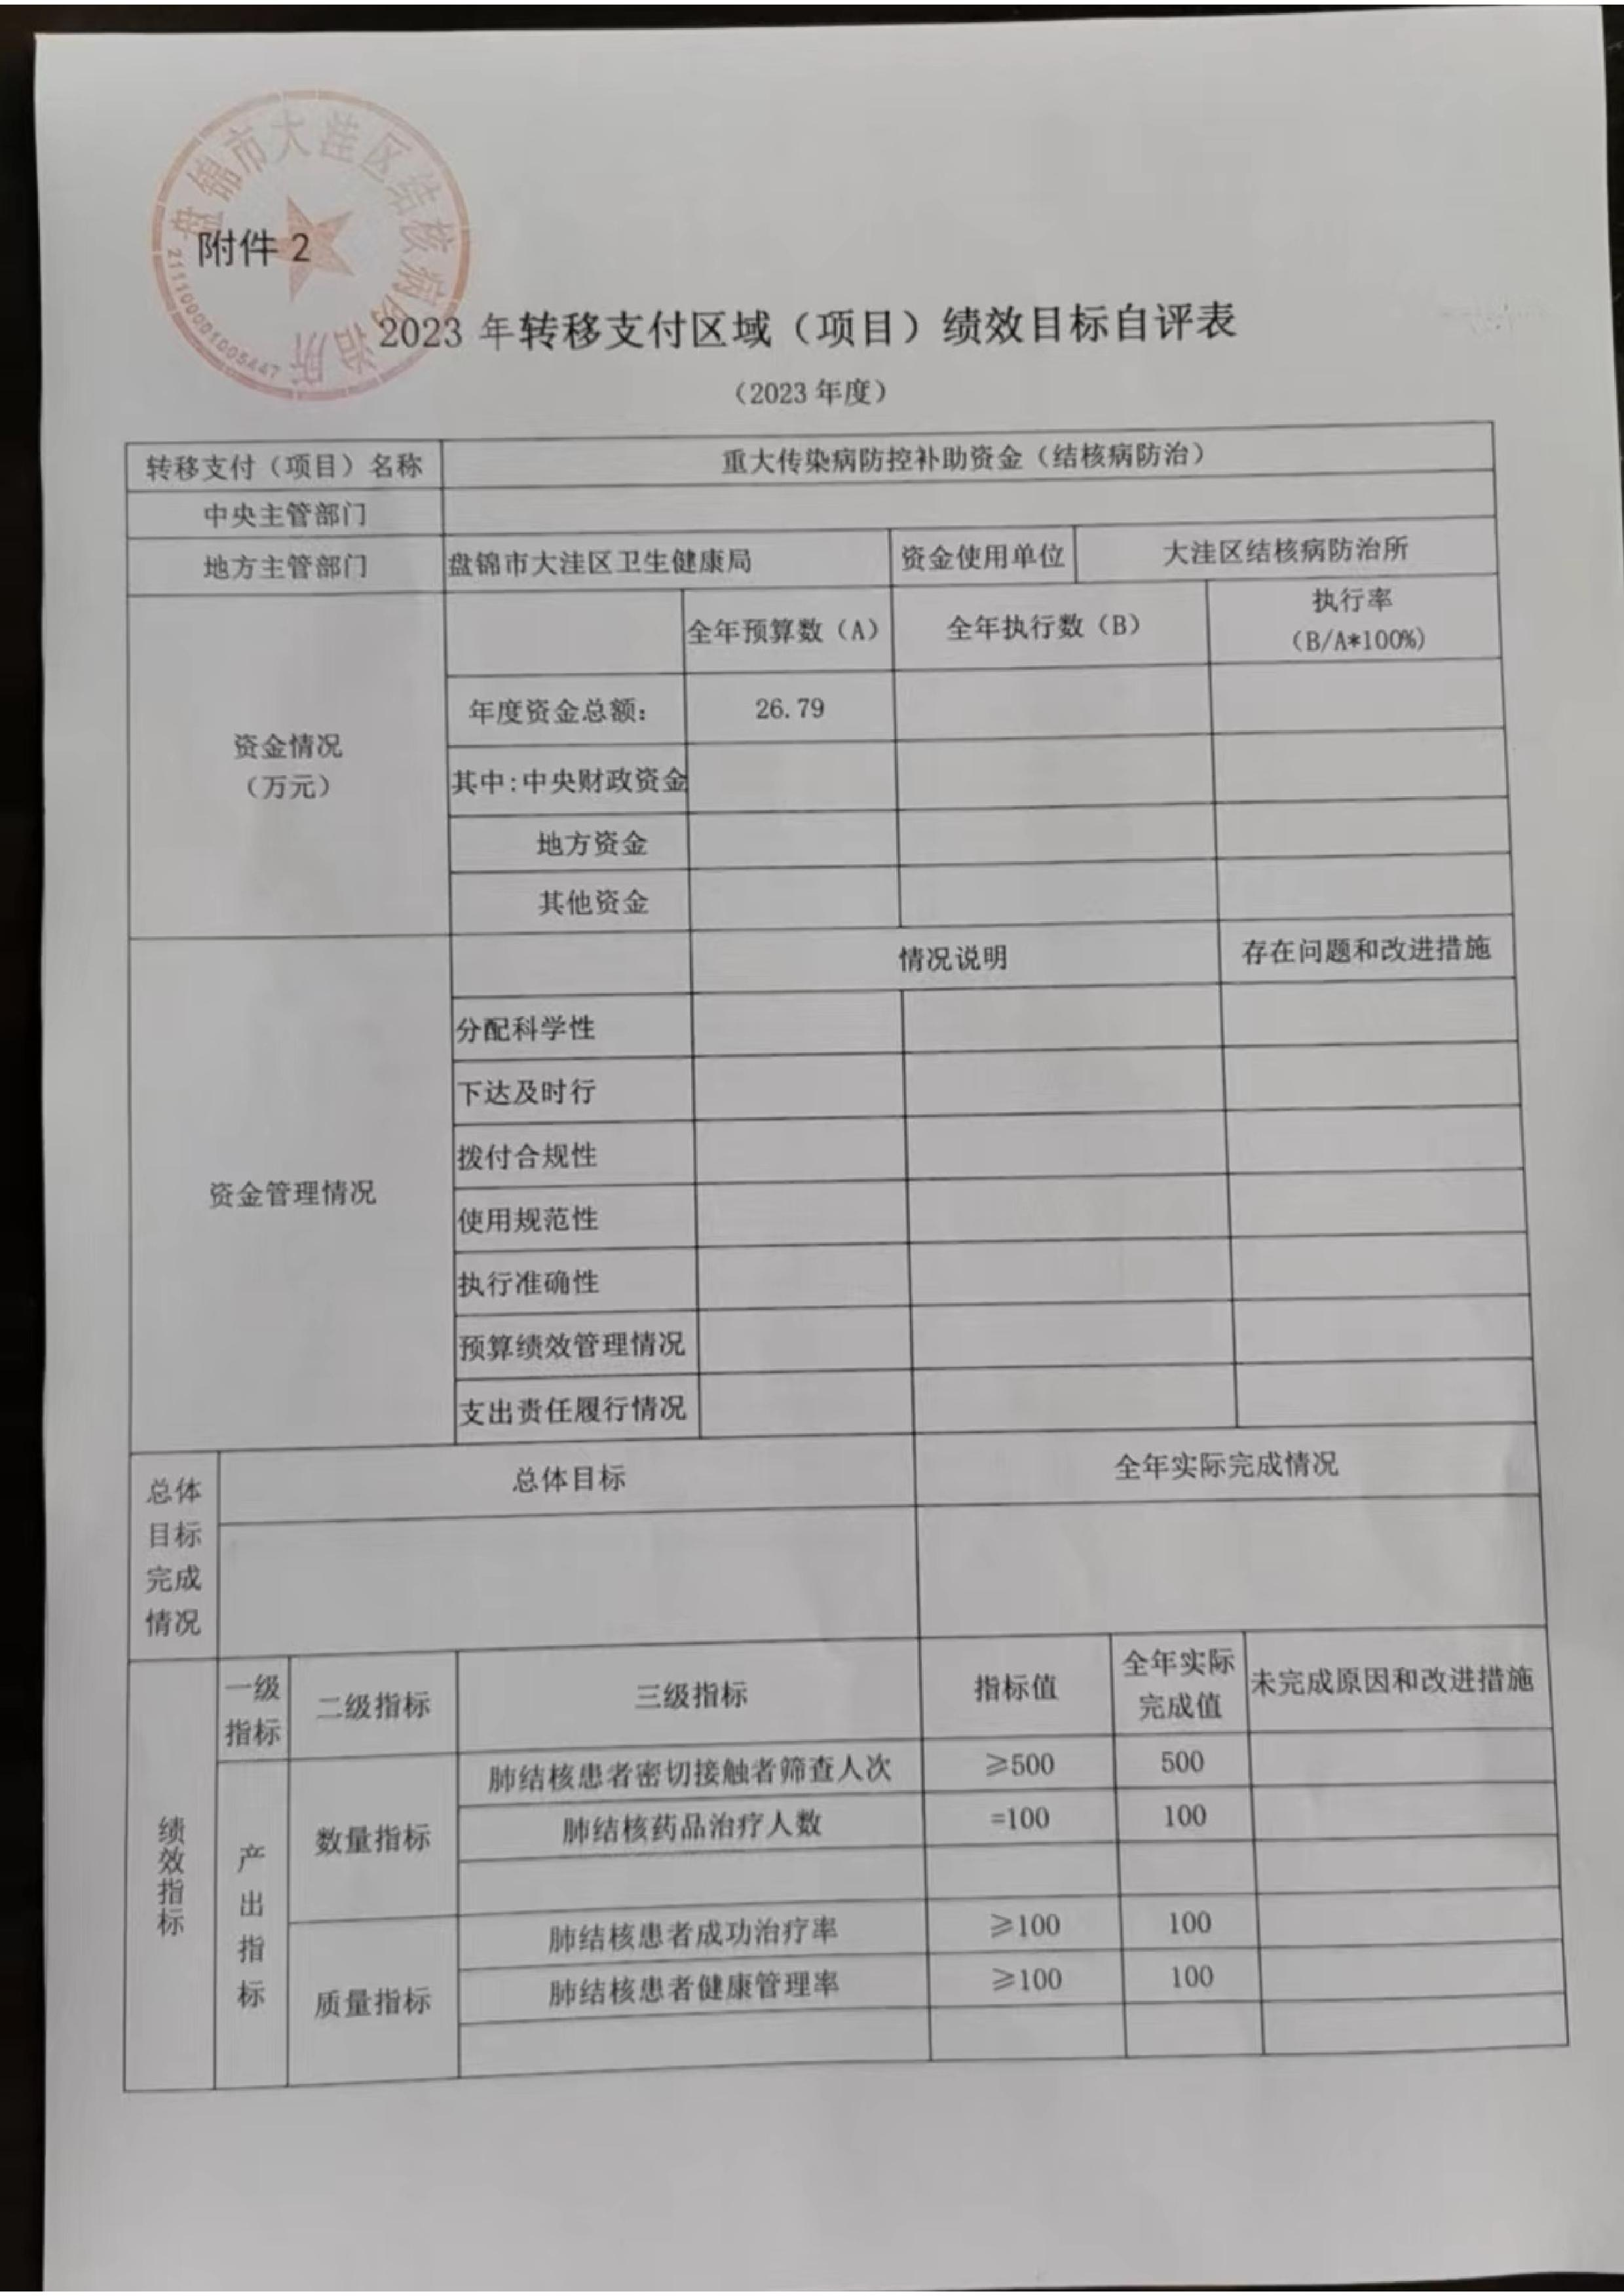 盘锦市大洼区结核病防治所
2111000010054​47
附件 2
2023 年转移支付区域（项目）绩效目标自评表
（2023 年度）
转移支付（项目）名称 重大传染病防控补助资金（结核病防治）
中央主管部门
地方主管部门 盘锦市大洼区卫生健康局 资金使用单位 大洼区结核病防治所
资金情况
（万元）
全年预算数（A） 全年执行数（B） 执行率
（B/A*100%）
年度资金总额： 26.79
其中:中央财政资金
地方资金
其他资金
资金管理情况
情况说明 存在问题和改进措施
分配科学性
下达及时行
拨付合规性
使用规范性
执行准确性
预算绩效管理情况
支出责任履行情况
总体
目标
完成
情况
总体目标 全年实际完成情况
绩效指标
一级
指标
二级指标 三级指标 指标值 全年实际
完成值
未完成原因和改进措施
产出指标
数量指标
肺结核患者密切接触者筛查人次 ≥500 500
肺结核药品治疗人数 =100 100
质量指标
肺结核患者成功治疗率 ≥100 100
肺结核患者健康管理率 ≥100 100